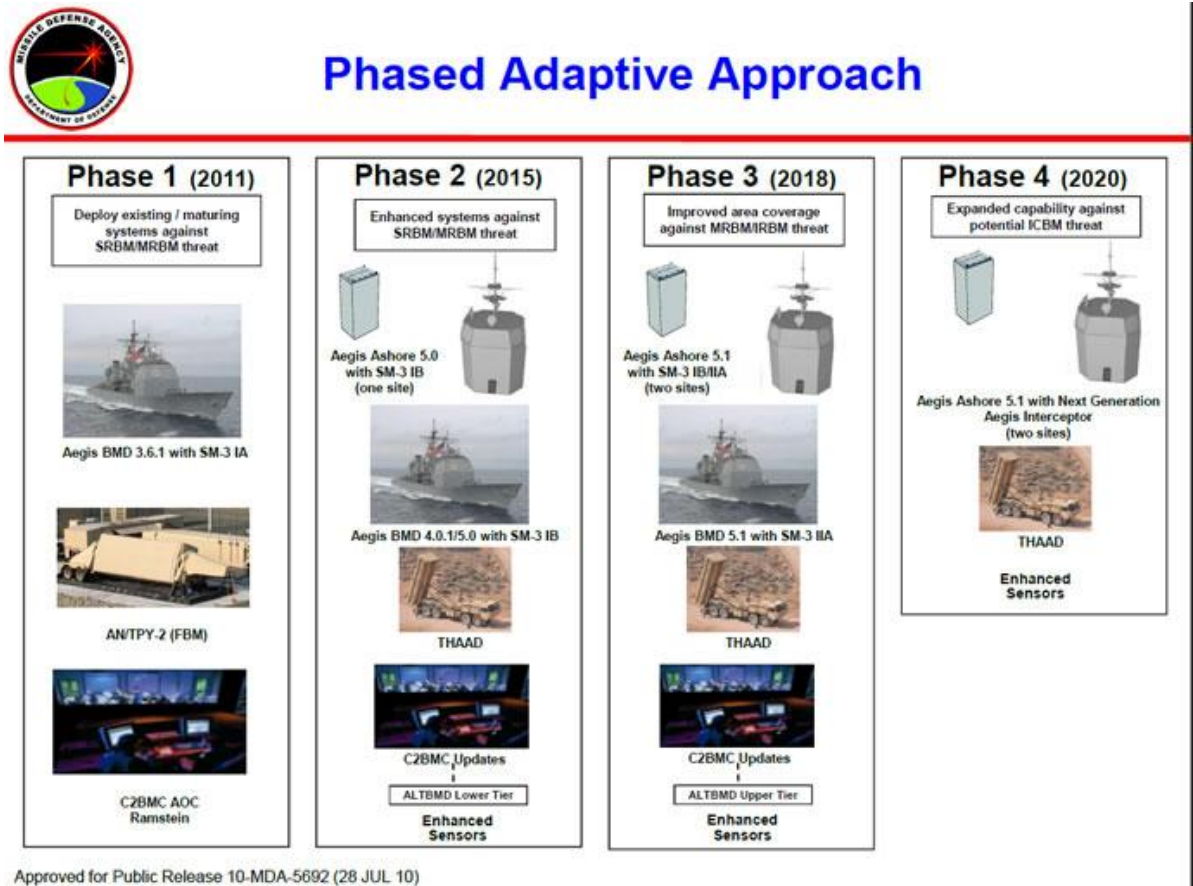 MISSILE DEFENSE AGENCY
DEPARTMENT OF DEFENSE
Phased Adaptive Approach
Phase 1 (2011)
Deploy existing / maturing
systems against
SRBM/MRBM threat
Aegis BMD 3.6.1 with SM-3 IA
AN/TPY-2 (FBM)
C2BMC AOC
Ramstein
Phase 2 (2015)
Enhanced systems against
SRBM/MRBM threat
Aegis Ashore 5.0
with SM-3 IB
(one site)
Aegis BMD 4.0.1/5.0 with SM-3 IB
THAAD
C2BMC Updates
ALTBMD Lower Tier
Enhanced
Sensors
Phase 3 (2018)
Improved area coverage
against MRBM/IRBM threat
Aegis Ashore 5.1
with SM-3 IB/IIA
(two sites)
Aegis BMD 5.1 with SM-3 IIA
THAAD
C2BMC Updates
ALTBMD Upper Tier
Enhanced
Sensors
Phase 4 (2020)
Expanded capability against
potential ICBM threat
Aegis Ashore 5.1 with Next Generation
Aegis Interceptor
(two sites)
THAAD
Enhanced
Sensors
Approved for Public Release 10-MDA-5692 (28 JUL 10)